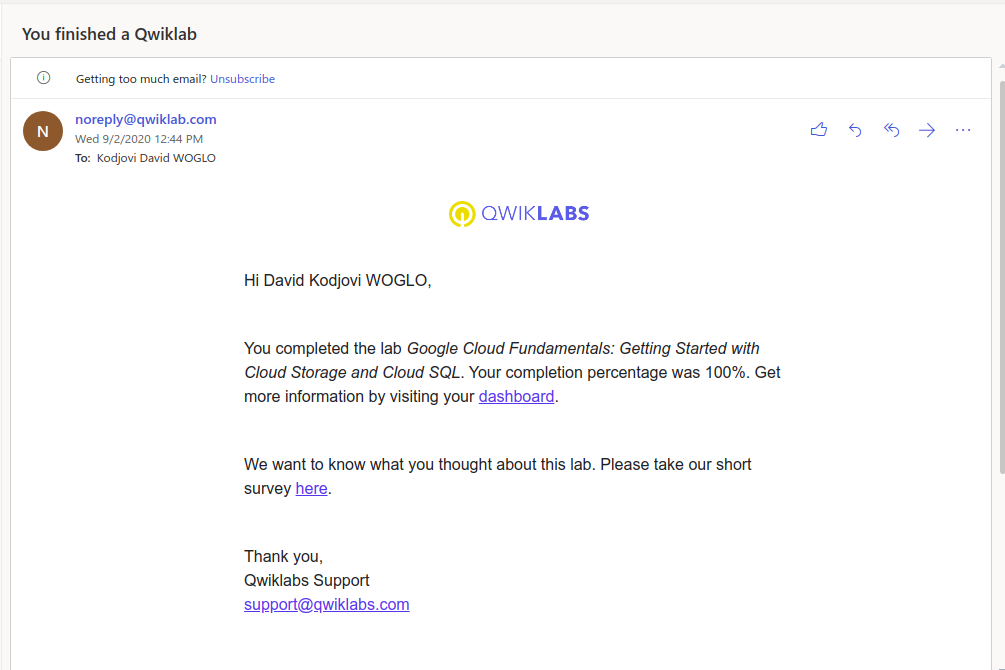 You finished a Qwiklab
Getting too much email? Unsubscribe
N
noreply@qwiklab.com
Wed 9/2/2020 12:44 PM
To: Kodjovi David WOGLO
QWIKLABS
Hi David Kodjovi WOGLO,
You completed the lab Google Cloud Fundamentals: Getting Started with
Cloud Storage and Cloud SQL. Your completion percentage was 100%. Get
more information by visiting your dashboard.
We want to know what you thought about this lab. Please take our short
survey here.
Thank you,
Qwiklabs Support
support@qwiklabs.com